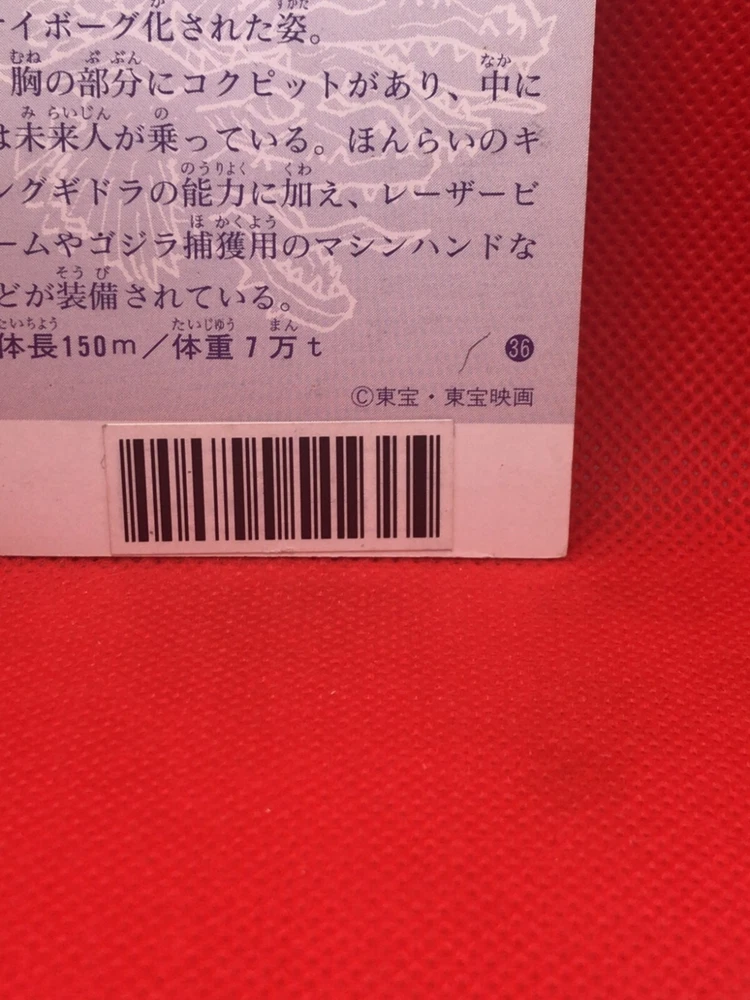 イボーグ化された姿。
胸の部分にコクピットがあり、中に
は未来人が乗っている。ほんらいのキ
ングギドラの能力に加え、レーザービ
ームやゴジラ捕獲用のマシンハンドな
どが装備されている。
体長150m/体重7万t
36
©東宝・東宝映画